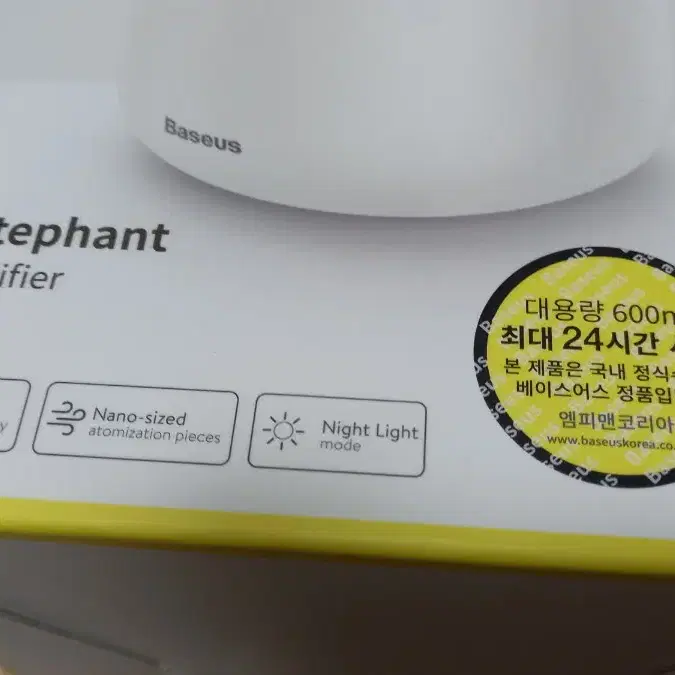 Baseus
tephant
ifier
y
Nano-sized
atomization pieces
Night Light
mode
대용량 600m
최대 24시간
본 제품은 국내 정식
베이스어스 정품입
엠피맨코리아
www.baseuskorea.co.